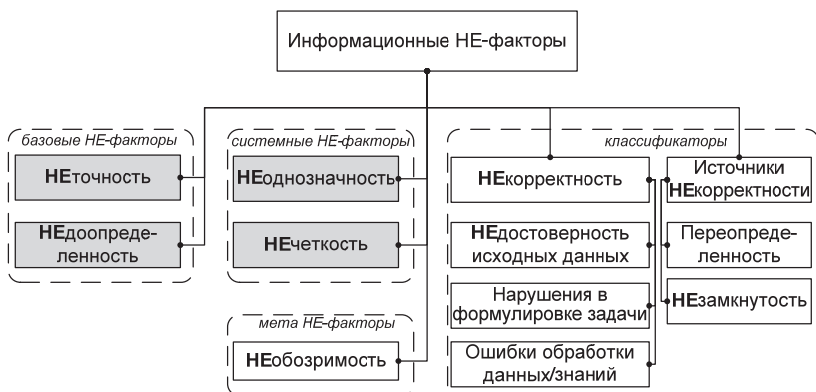 Информационные НЕ-факторы
базовые НЕ-факторы
НЕточность
НЕдоопреде-
ленность
системные НЕ-факторы
НЕоднозначность
НЕчеткость
мета НЕ-факторы
НЕобозримость
классификаторы
НЕкорректность
НЕдостоверность
исходных данных
Нарушения в
формулировке задачи
Ошибки обработки
данных/знаний
Источники
НЕкорректности
Переопреде-
ленность
НЕзамкнутость